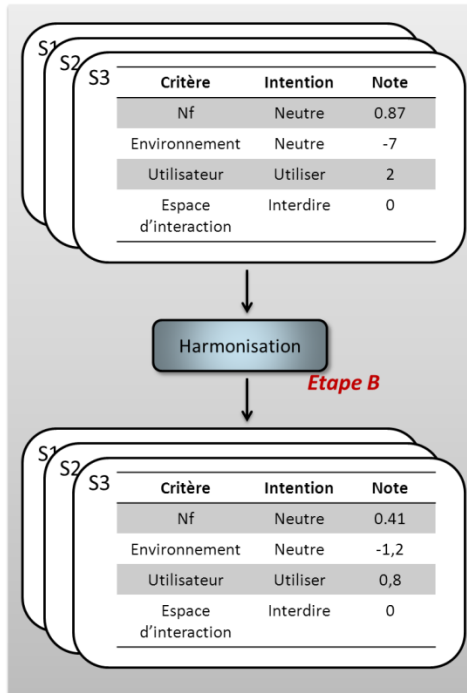 S1
S2
S3
Critère Intention Note
Nf Neutre 0.87
Environnement Neutre -7
Utilisateur Utiliser 2
Espace Interdire 0
d'interaction
Harmonisation
Etape B
S1
S2
S3
Critère Intention Note
Nf Neutre 0.41
Environnement Neutre -1,2
Utilisateur Utiliser 0,8
Espace Interdire 0
d'interaction